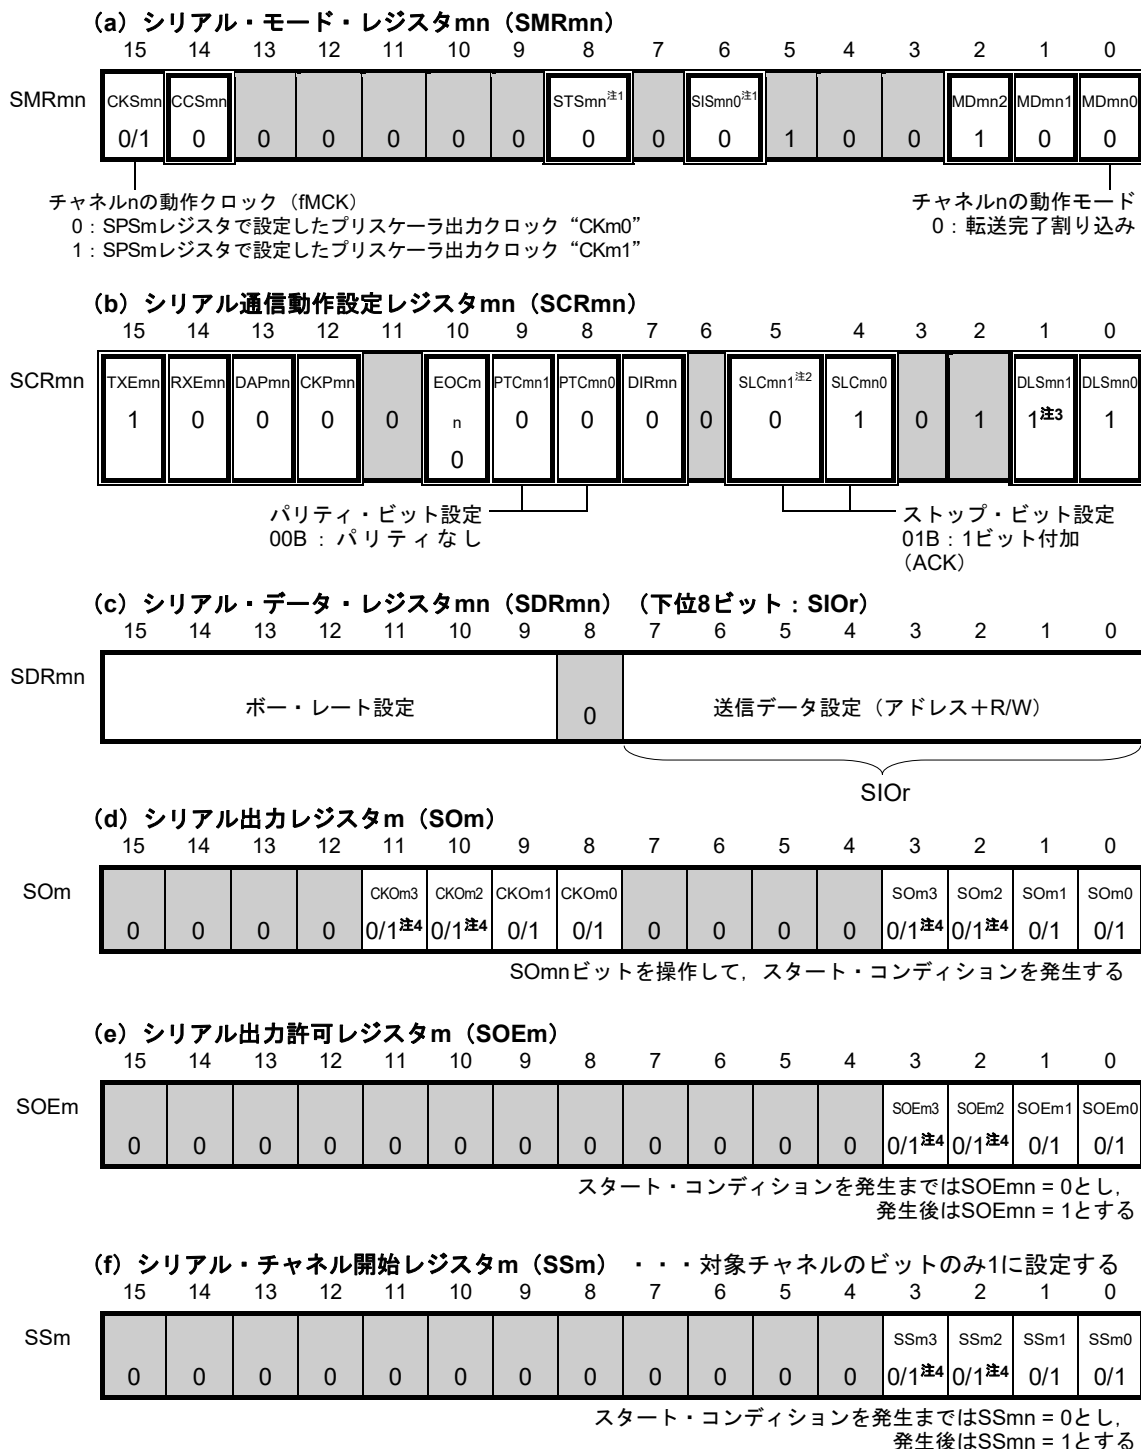 (a) シリアル・モード・レジスタmn (SMRmn)
15 14 13 12 11 10 9 8 7 6 5 4 3 2 1 0
SMRmn CKSmn CCSmn STSmn注1 SISmn0注1 MDmn2 MDmn1 MDmn0
0/1 0 0 0 0 0 0 0 0 0 1 0 0 1 0 0
チャネルnの動作クロック (fMCK)
0：SPSmレジスタで設定したプリスケーラ出力クロック “CKm0”
1：SPSmレジスタで設定したプリスケーラ出力クロック “CKm1”
チャネルnの動作モード
0：転送完了割り込み
(b) シリアル通信動作設定レジスタmn (SCRmn)
15 14 13 12 11 10 9 8 7 6 5 4 3 2 1 0
SCRmn TXEmn RXEmn DAPmn CKPmn EOCm PTCmn1 PTCmn0 DIRmn SLCmn1注2 SLCmn0 DLSmn1 DLSmn0
1 0 0 0 0 n 0 0 0 0 0 1 0 1 1注3 1
0
パリティ・ビット設定
00B：パリティなし
ストップ・ビット設定
01B：1ビット付加
(ACK)
(c) シリアル・データ・レジスタmn (SDRmn) (下位8ビット：SIOr)
15 14 13 12 11 10 9 8 7 6 5 4 3 2 1 0
SDRmn
ボー・レート設定 0 送信データ設定 (アドレス＋R/W)
SIOr
(d) シリアル出力レジスタm (SOm)
15 14 13 12 11 10 9 8 7 6 5 4 3 2 1 0
SOm CKOm3 CKOm2 CKOm1 CKOm0 SOm3 SOm2 SOm1 SOm0
0 0 0 0 0/1注4 0/1注4 0/1 0/1 0 0 0 0 0/1注4 0/1注4 0/1 0/1
SOmnビットを操作して，スタート・コンディションを発生する
(e) シリアル出力許可レジスタm (SOEm)
15 14 13 12 11 10 9 8 7 6 5 4 3 2 1 0
SOEm SOEm3 SOEm2 SOEm1 SOEm0
0 0 0 0 0 0 0 0 0 0 0 0 0/1注4 0/1注4 0/1 0/1
スタート・コンディションを発生まではSOEmn = 0とし，
発生後はSOEmn = 1とする
(f) シリアル・チャネル開始レジスタm (SSm) ・・・対象チャネルのビットのみ1に設定する
15 14 13 12 11 10 9 8 7 6 5 4 3 2 1 0
SSm SSm3 SSm2 SSm1 SSm0
0 0 0 0 0 0 0 0 0 0 0 0 0/1注4 0/1注4 0/1 0/1
スタート・コンディションを発生まではSSmn = 0とし，
発生後はSSmn = 1とする